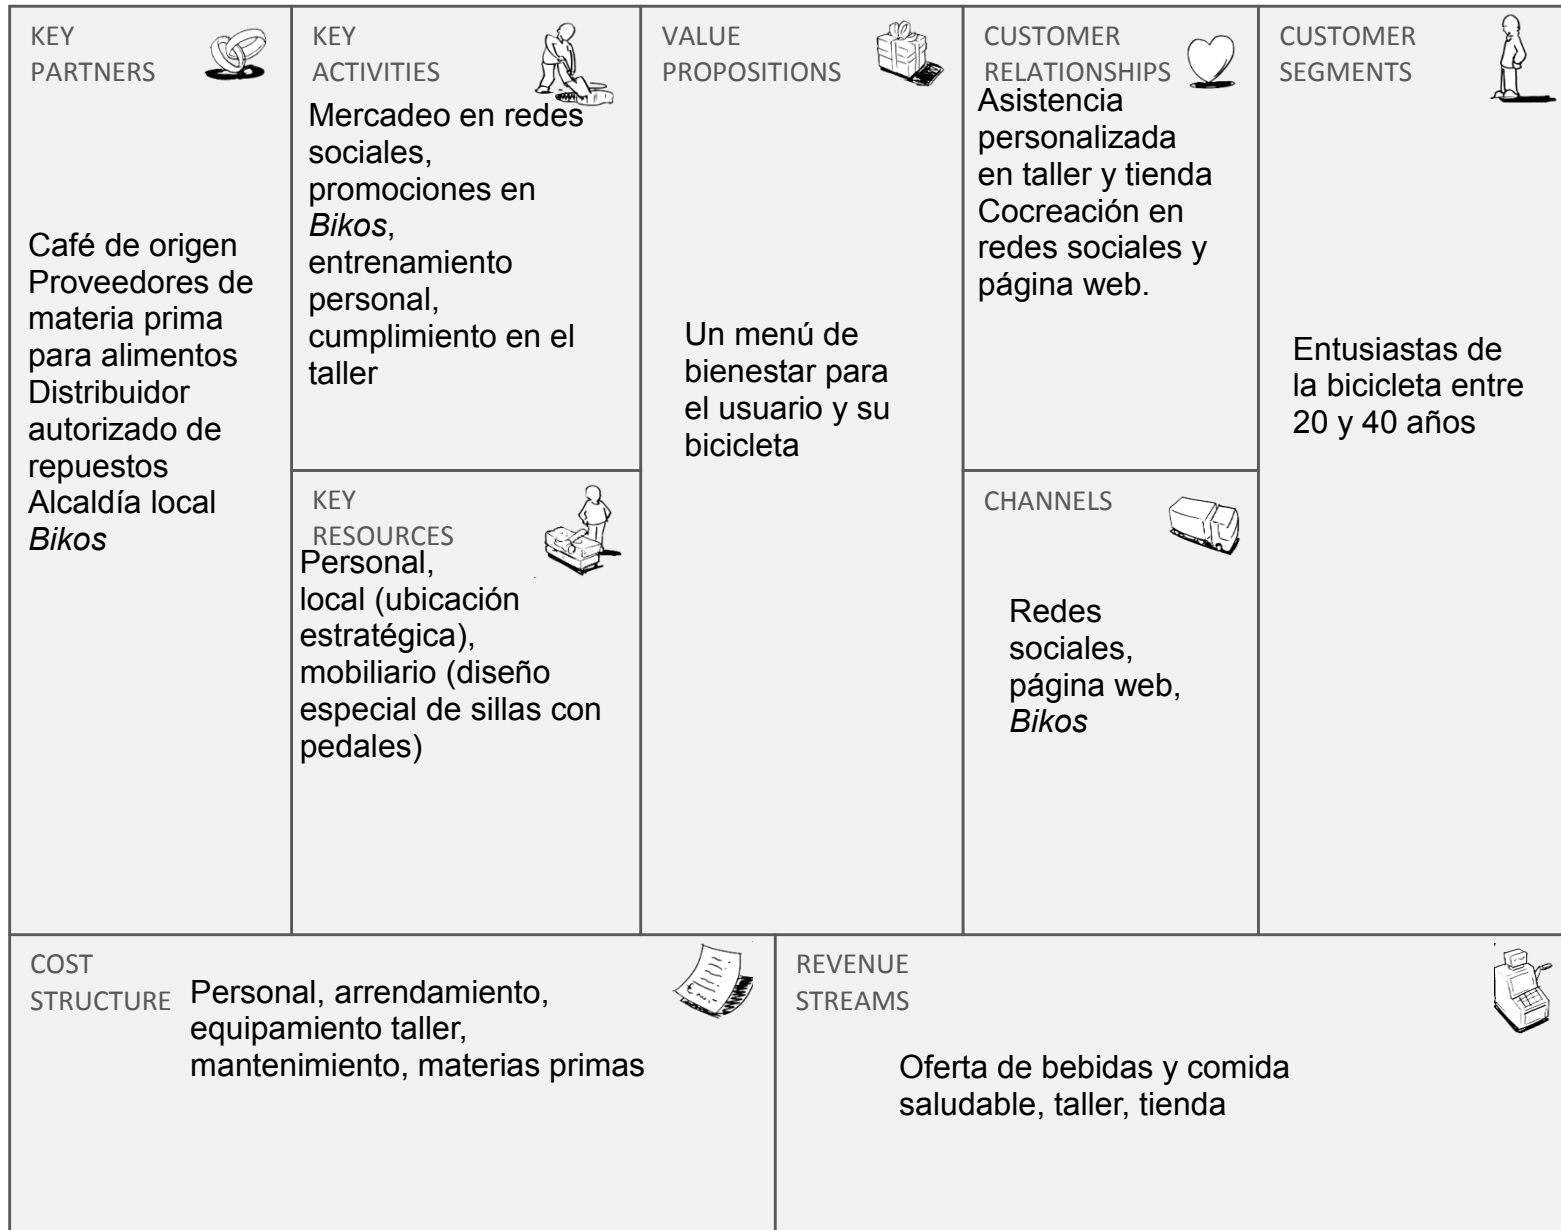 KEY
PARTNERS
Café de origen
Proveedores de
materia prima
para alimentos
Distribuidor
autorizado de
repuestos
Alcaldía local
Bikos
KEY
ACTIVITIES
Mercadeo en redes
sociales,
promociones en
Bikos,
entrenamiento
personal,
cumplimiento en el
taller
KEY
RESOURCES
Personal,
local (ubicación
estratégica),
mobiliario (diseño
especial de sillas con
pedales)
VALUE
PROPOSITIONS
Un menú de
bienestar para
el usuario y su
bicicleta
CUSTOMER
RELATIONSHIPS
Asistencia
personalizada
en taller y tienda
Cocreación en
redes sociales y
página web.
CHANNELS
Redes
sociales,
página web,
Bikos
CUSTOMER
SEGMENTS
Entusiastas de
la bicicleta entre
20 y 40 años
COST
STRUCTURE
Personal, arrendamiento,
equipamiento taller,
mantenimiento, materias primas
REVENUE
STREAMS
Oferta de bebidas y comida
saludable, taller, tienda